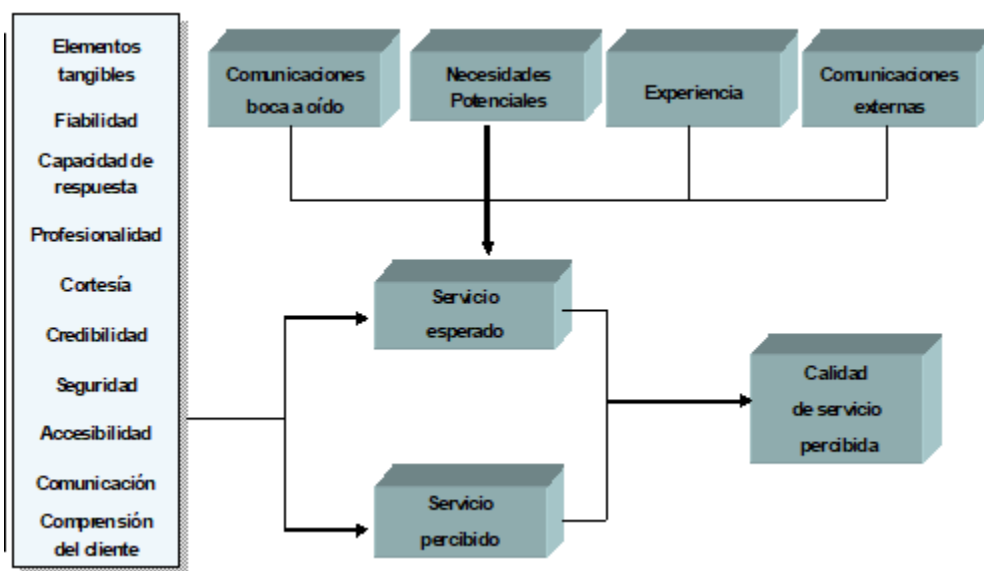 Elementos
tangibles
Fiabilidad
Capacidad de
respuesta
Profesionalidad
Cortesía
Credibilidad
Seguridad
Accesibilidad
Comunicación
Comprensión
del cliente
Comunicaciones
boca a oído
Necesidades
Potenciales
Experiencia
Comunicaciones
externas
Servicio
esperado
Servicio
percibido
Calidad
de servicio
percibida